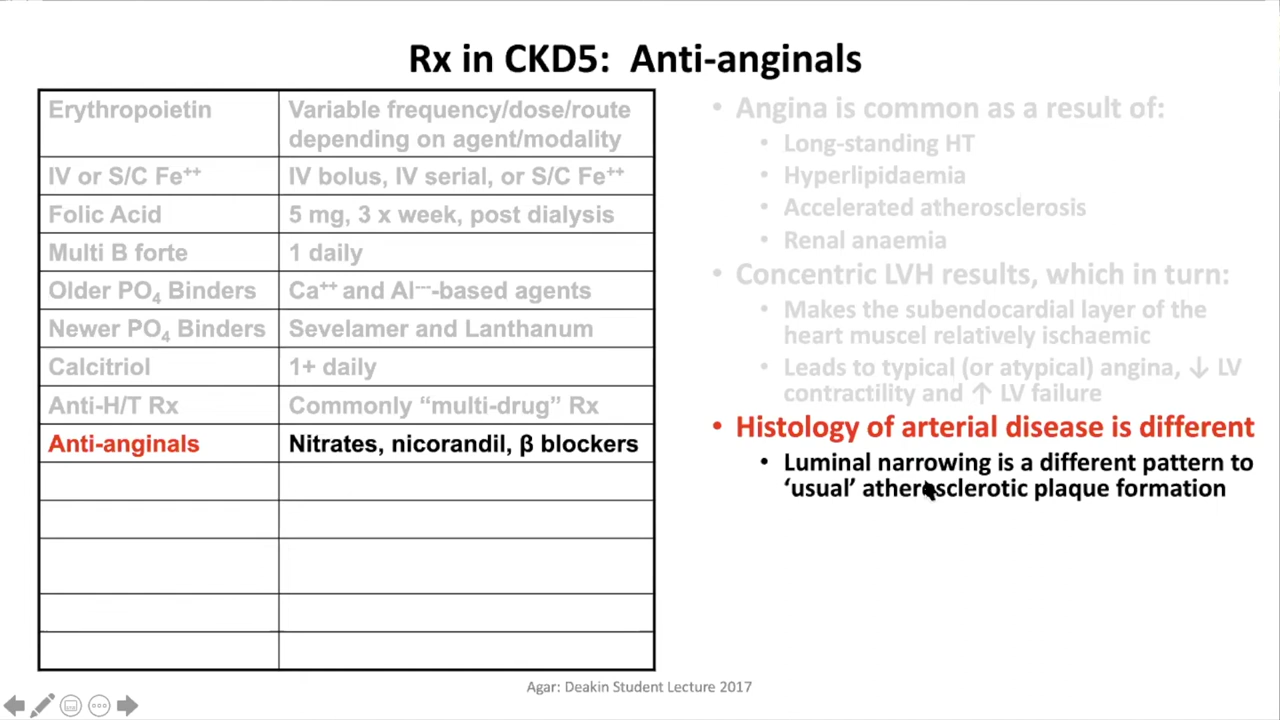 Rx in CKD5: Anti-anginals
Erythropoietin
Variable frequency/dose/route
depending on agent/modality
IV or S/C Fe⁺⁺
IV bolus, IV serial, or S/C Fe⁺⁺
Folic Acid
5 mg, 3 x week, post dialysis
Multi B forte
1 daily
Older PO₄ Binders
Ca⁺⁺ and Al⁻⁻⁻-based agents
Newer PO₄ Binders
Sevelamer and Lanthanum
Calcitriol
1+ daily
Anti-H/T Rx
Commonly “multi-drug” Rx
Anti-anginals
Nitrates, nicorandil, β blockers
• Angina is common as a result of:
• Long-standing HT
• Hyperlipidaemia
• Accelerated atherosclerosis
• Renal anaemia
• Concentric LVH results, which in turn:
• Makes the subendocardial layer of the
heart muscel relatively ischaemic
• Leads to typical (or atypical) angina, ↓ LV
contractility and ↑ LV failure
• Histology of arterial disease is different
• Luminal narrowing is a different pattern to
‘usual’ atherosclerotic plaque formation
Agar: Deakin Student Lecture 2017